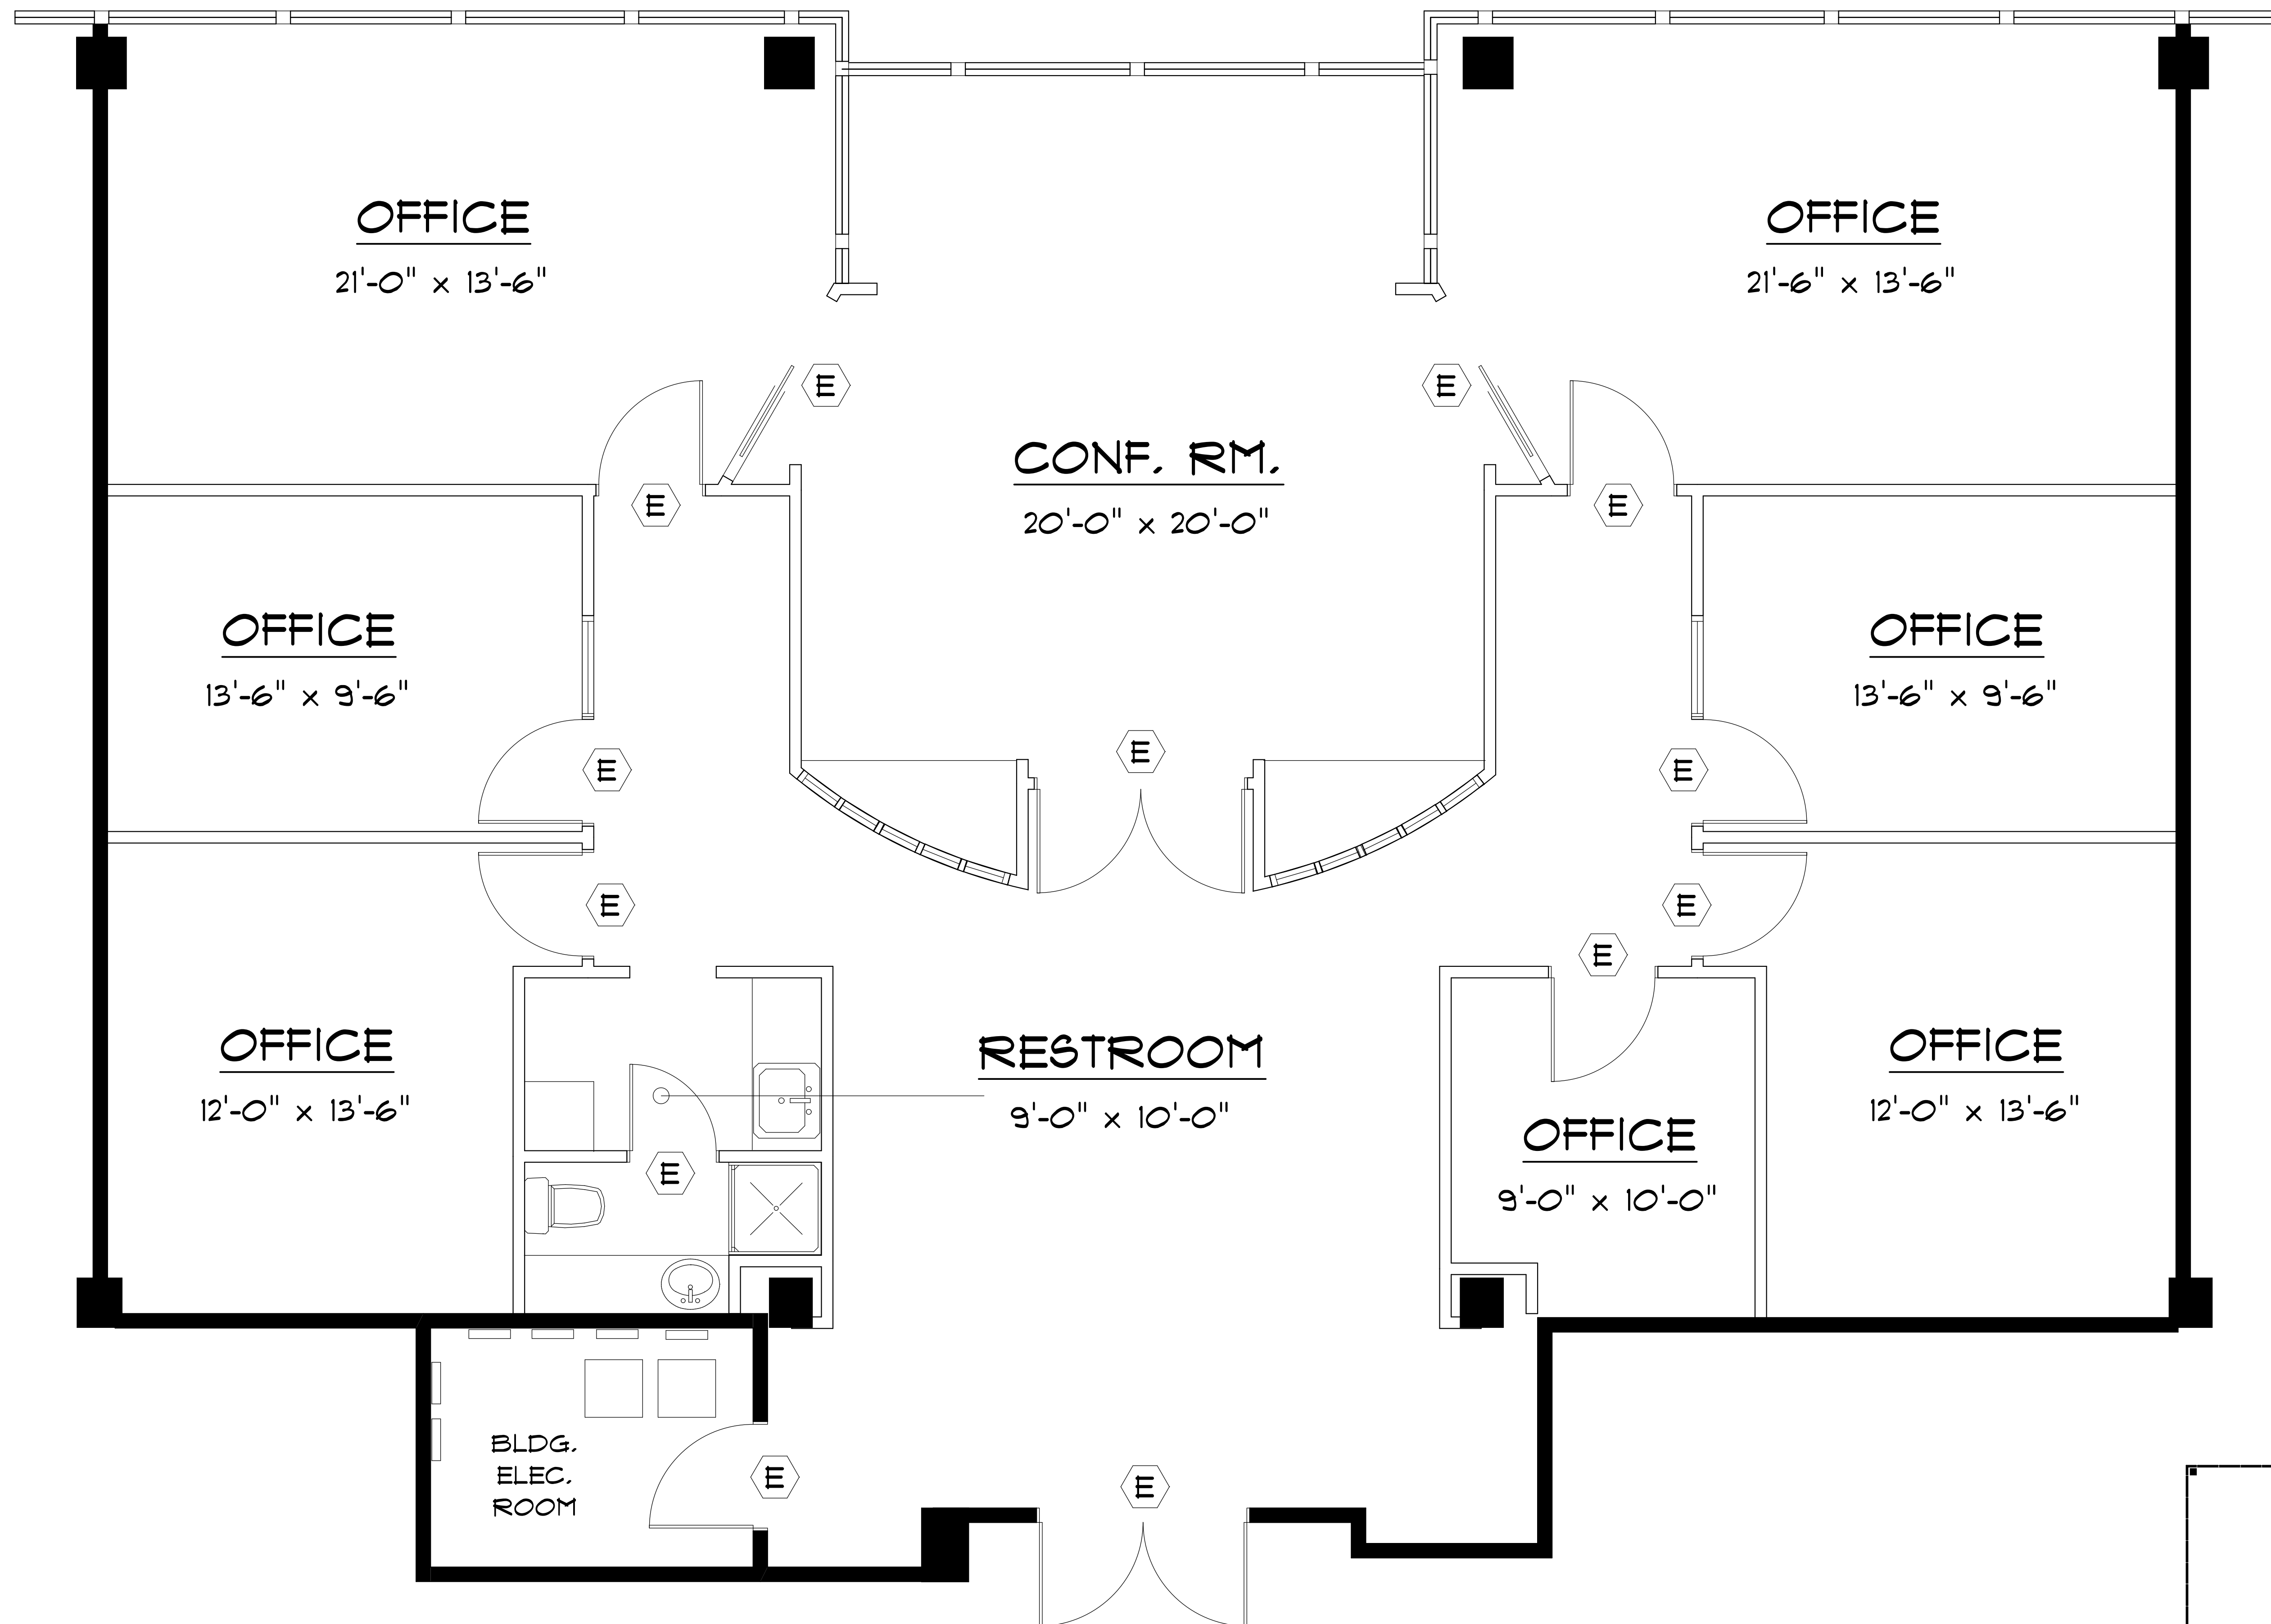 OFFICE
21'-0" x 13'-6"
OFFICE
21'-6" x 13'-6"
E
E
CONF. RM.
20'-0" x 20'-0"
E
E
OFFICE
13'-6" x 9'-6"
OFFICE
13'-6" x 9'-6"
E
E
E
E
E
E
OFFICE
12'-0" x 13'-6"
RESTROOM
9'-0" x 10'-0"
OFFICE
9'-0" x 10'-0"
OFFICE
12'-0" x 13'-6"
E
BLDG.
ELEC.
ROOM
E
E